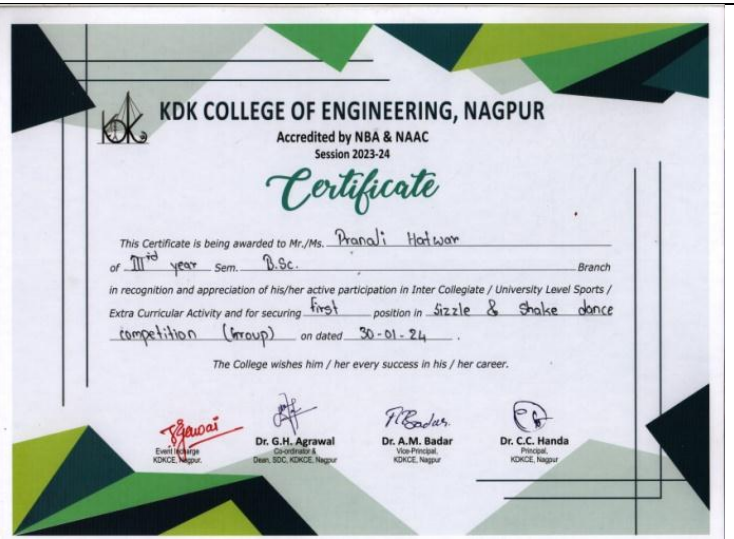 KDK
KDK COLLEGE OF ENGINEERING, NAGPUR
Accredited by NBA & NAAC
Session 2023-24
Certificate
This Certificate is being awarded to Mr./Ms. Pranali Hatwar
of IIIrd year Sem. B.Sc. Branch
in recognition and appreciation of his/her active participation in Inter Collegiate / University Level Sports /
Extra Curricular Activity and for securing first position in Sizzle & Shake dance
competition (Group) on dated 30-01-24 .
The College wishes him / her every success in his / her career.
Event Incharge
KDKCE, Nagpur.
Dr. G.H. Agrawal
Co-ordinator &
Dean, SDC, KDKCE, Nagpur
Dr. A.M. Badar
Vice-Principal,
KDKCE, Nagpur
Dr. C.C. Handa
Principal,
KDKCE, Nagpur